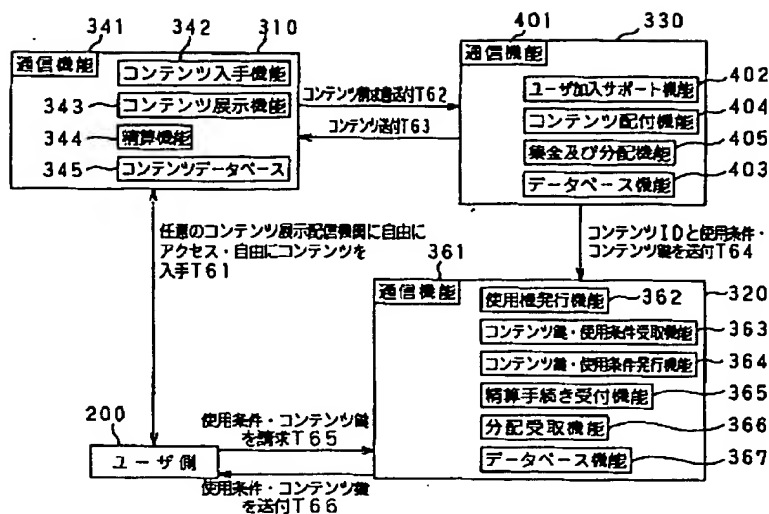 341
342
310
通信機能
コンテンツ入手機能
343
コンテンツ展示機能
344
精算機能
345
コンテンツデータベース
コンテンツ請求書送付T62
コンテンツ送付T63
401
330
通信機能
ユーザ加入サポート機能
402
コンテンツ配付機能
404
集金及び分配機能
405
データベース機能
403
任意のコンテンツ展示配信機関に自由に
アクセス・自由にコンテンツを
入手T61
コンテンツIDと使用条件・
コンテンツ鍵を送付T64
361
通信機能
320
使用権発行機能
362
コンテンツ鍵・使用条件受取機能
363
コンテンツ鍵・使用条件発行機能
364
精算手続き受付機能
365
分配受取機能
366
データベース機能
367
200
ユーザ側
使用条件・コンテンツ鍵
を請求T65
使用条件・コンテンツ鍵
を送付T66